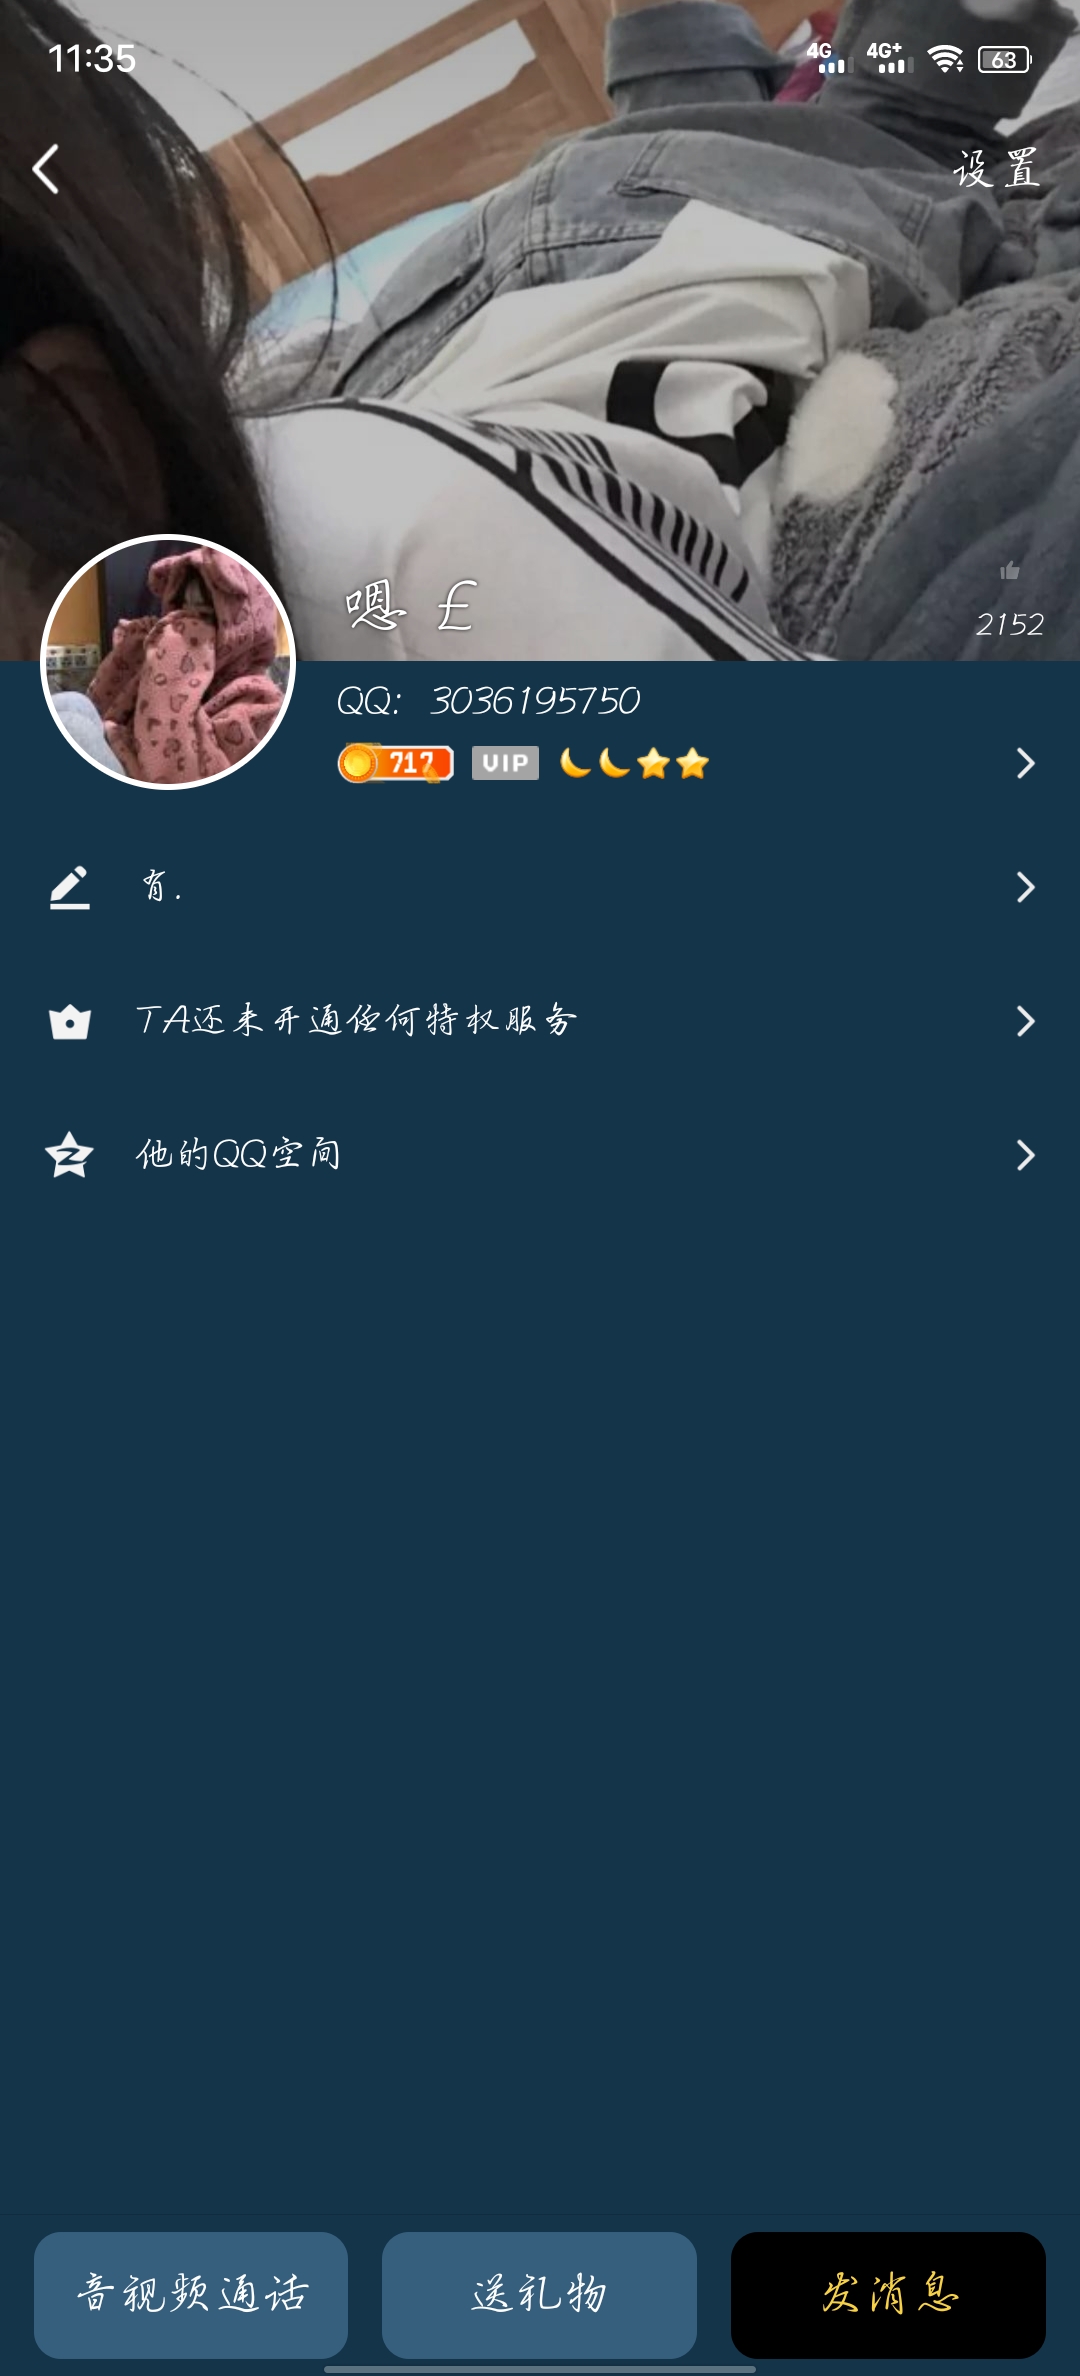 11:35
4G 4G+ 63
设置
嗯 £
2152
QQ: 3036195750
717 VIP
有.
TA还未开通任何特权服务
他的QQ空间
音视频通话 送礼物 发消息